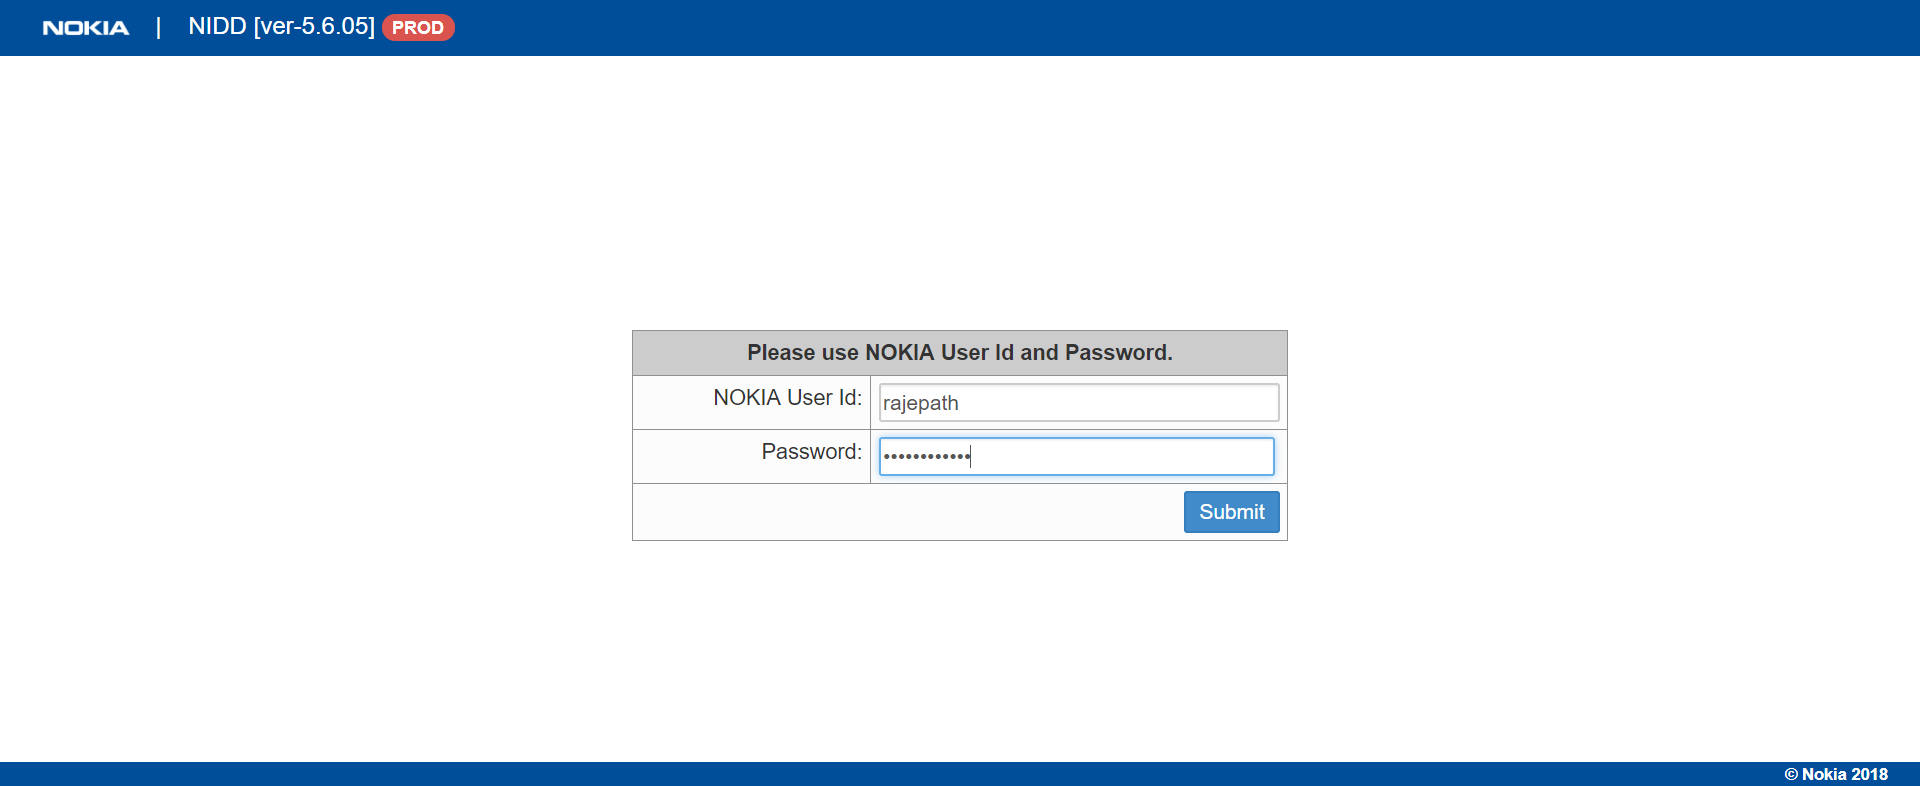 NOKIA | NIDD [ver-5.6.05] PROD
Please use NOKIA User Id and Password.
NOKIA User Id: rajepath
Password: ••••••••••••
Submit
© Nokia 2018